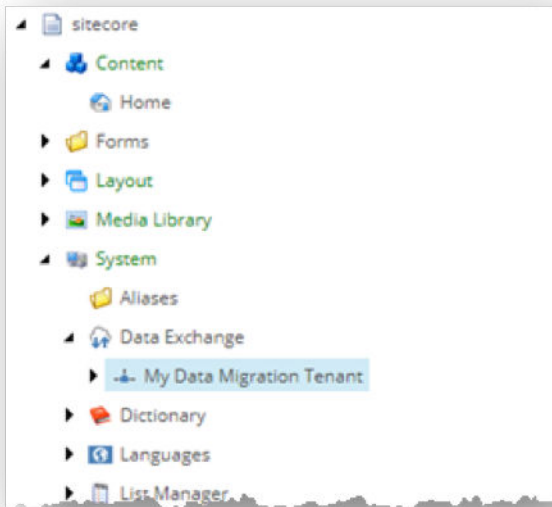 sitecore
Content
Home
Forms
Layout
Media Library
System
Aliases
Data Exchange
My Data Migration Tenant
Dictionary
Languages
List Manager